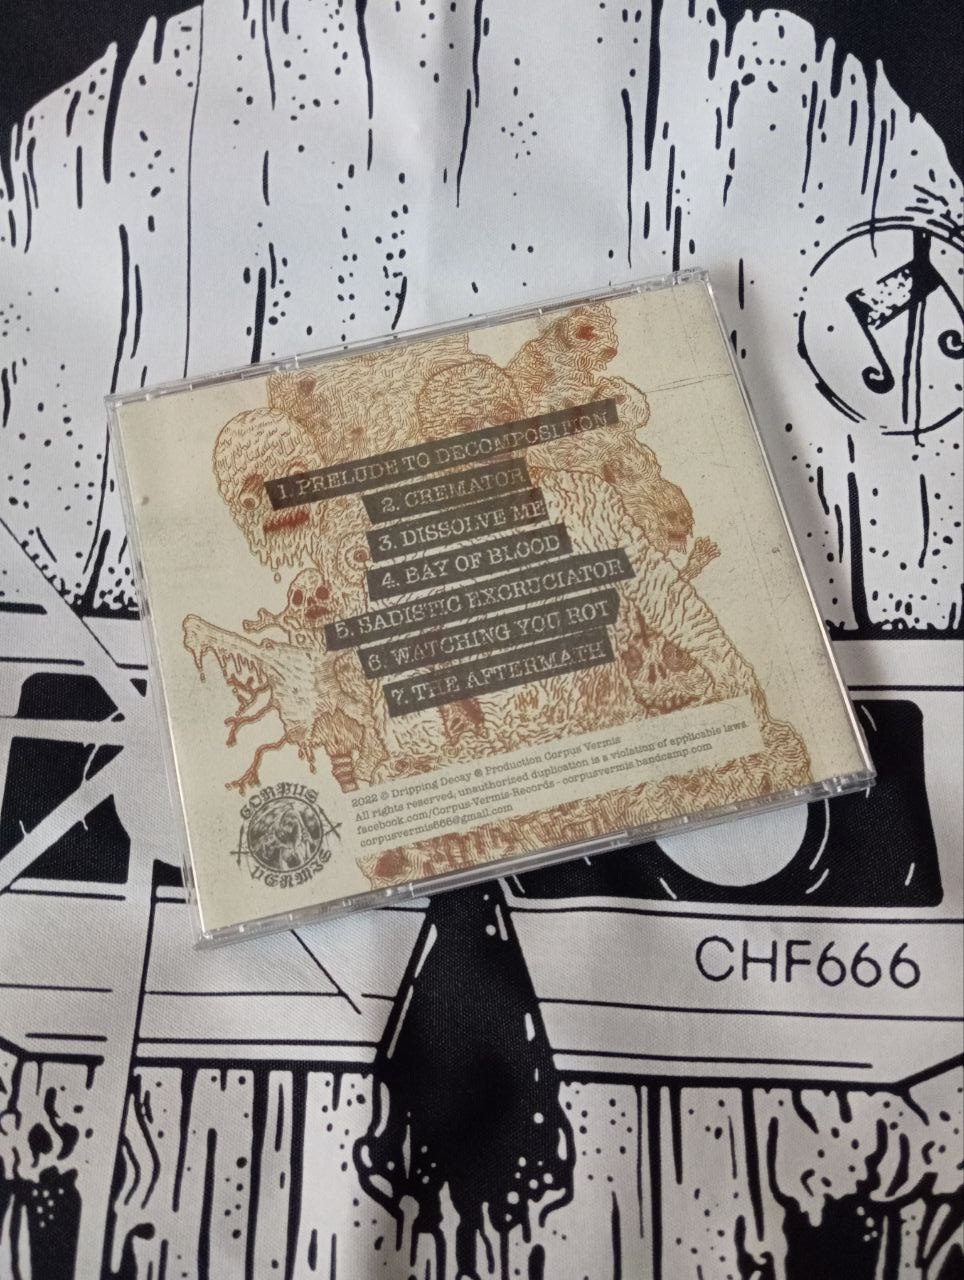 1. PRELUDE TO DECOMPOSITION
2. CREMATOR
3. DISSOLVE ME
4. BAY OF BLOOD
5. SADISTIC EXCRUCIATOR
6. WATCHING YOU ROT
7. THE AFTERMATH
2022 © Dripping Decay ® Production Corpus Vermis
All rights reserved, unauthorized duplication is a violation of applicable laws
facebook.com/Corpus-Vermis-Records - corpusvermis.bandcamp.com
corpusvermis666@gmail.com
CORPUS
VERMIS
CHF666